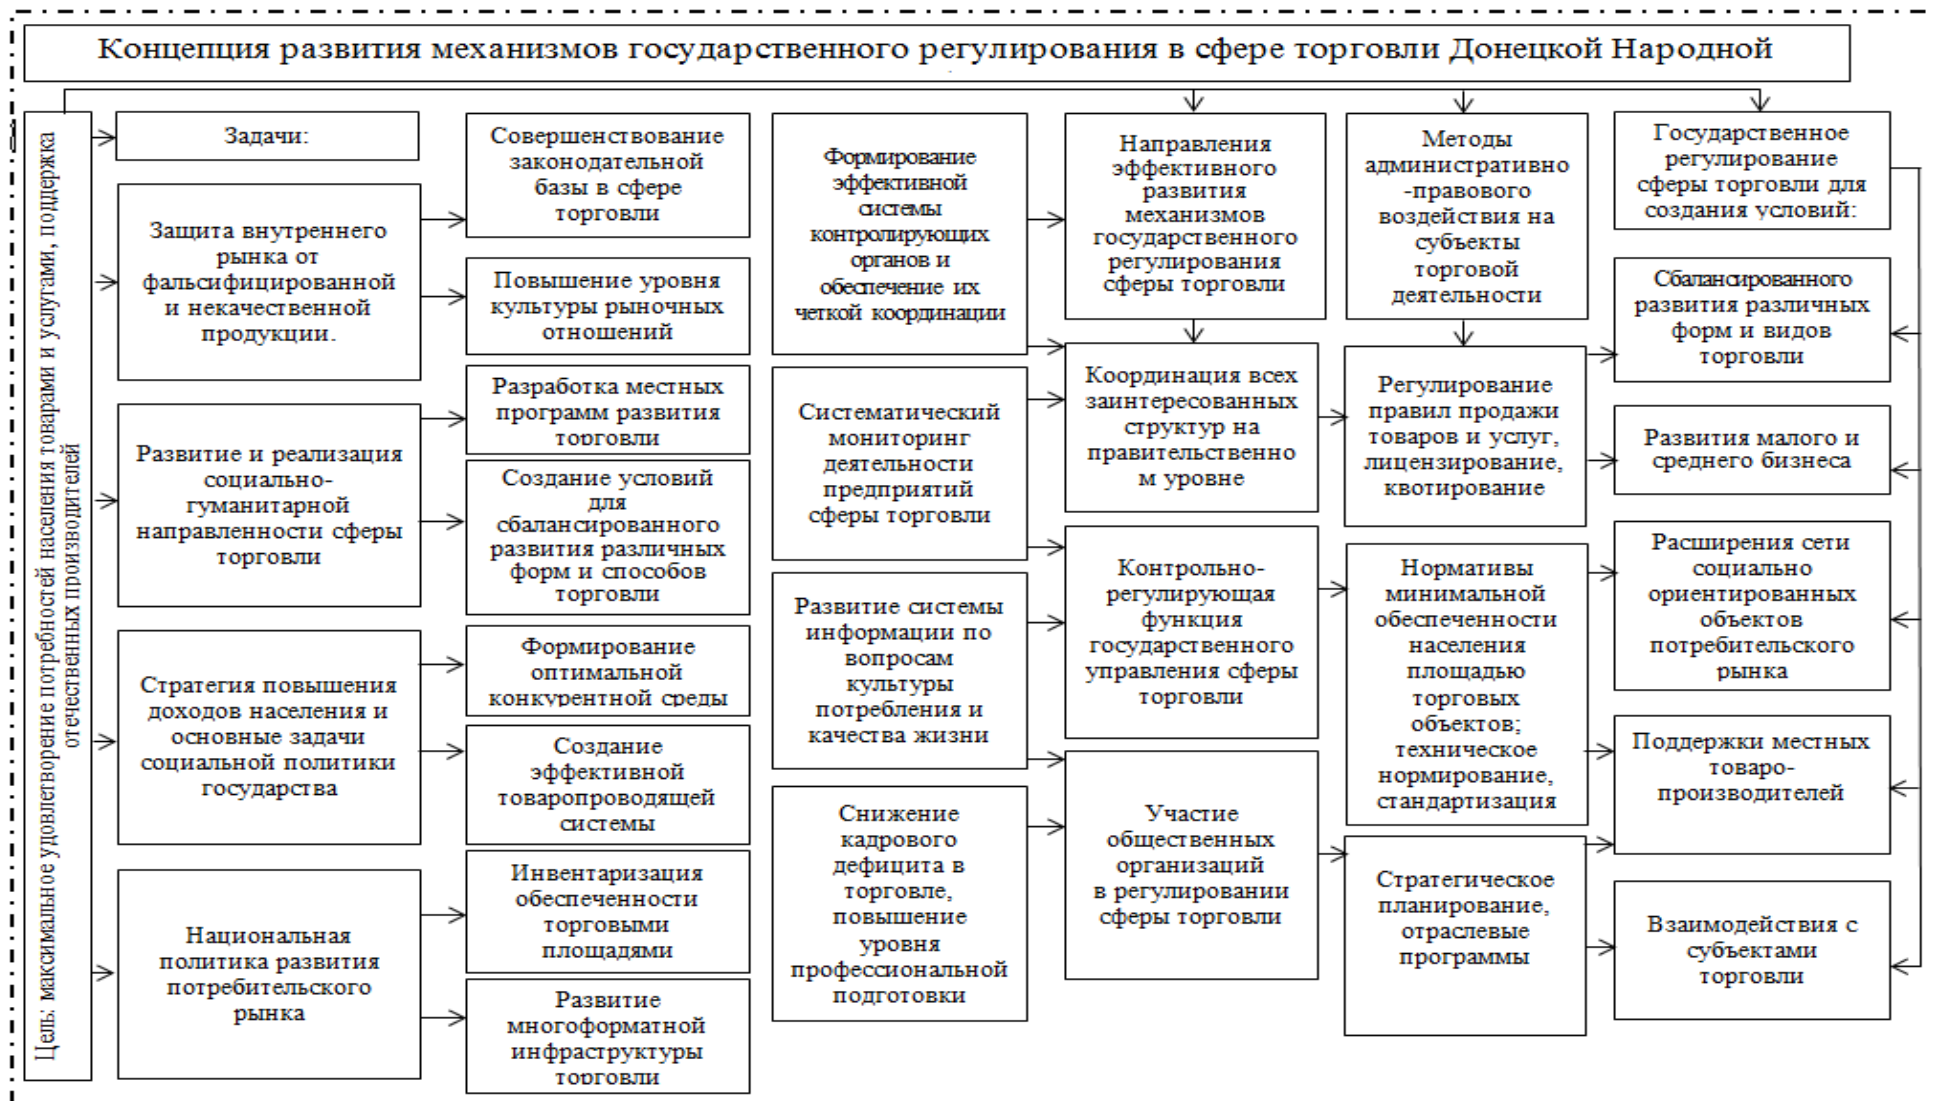 Концепция развития механизмов государственного регулирования в сфере торговли Донецкой Народной
Цель: максимальное удовлетворение потребностей населения товарами и услугами, поддержка
отечественных производителей
Задачи:
Защита внутреннего
рынка от
фальсифицированной
и некачественной
продукции.
Развитие и реализация
социально-
гуманитарной
направленности сферы
торговли
Стратегия повышения
доходов населения и
основные задачи
социальной политики
государства
Национальная
политика развития
потребительского
рынка
Совершенствование
законодательной
базы в сфере
торговли
Повышение уровня
культуры рыночных
отношений
Разработка местных
программ развития
торговли
Создание условий
для
сбалансированного
развития различных
форм и способов
торговли
Формирование
оптимальной
конкурентной среды
Создание
эффективной
товаропроводящей
системы
Инвентаризация
обеспеченности
торговыми
площадями
Развитие
многоформатной
инфраструктуры
торговли
Формирование
эффективной
системы
контролирующих
органов и
обеспечение их
четкой координации
Систематический
мониторинг
деятельности
предприятий
сферы торговли
Развитие системы
информации по
вопросам
культуры
потребления и
качества жизни
Снижение
кадрового
дефицита в
торговле,
повышение
уровня
профессиональной
подготовки
Направления
эффективного
развития
механизмов
государственного
регулирования
сферы торговли
Координация всех
заинтересованных
структур на
правительственно
м уровне
Контрольно-
регулирующая
функция
государственного
управления сферы
торговли
Участие
общественных
организаций
в регулировании
сферы торговли
Методы
административно
-правового
воздействия на
субъекты
торговой
деятельности
Регулирование
правил продажи
товаров и услуг,
лицензирование,
квотирование
Нормативы
минимальной
обеспеченности
населения
площадью
торговых
объектов;
техническое
нормирование,
стандартизация
Стратегическое
планирование,
отраслевые
программы
Государственное
регулирование
сферы торговли для
создания условий:
Сбалансированного
развития различных
форм и видов
торговли
Развития малого и
среднего бизнеса
Расширения сети
социально
ориентированных
объектов
потребительского
рынка
Поддержки местных
товаро-
производителей
Взаимодействия с
субъектами
торговли